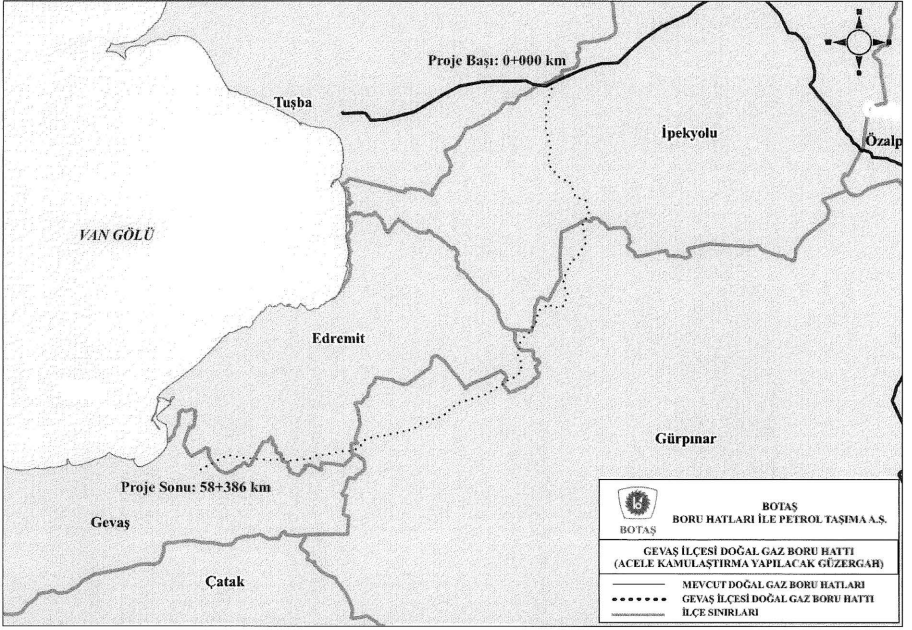 Proje Başı: 0+000 km
Tuşba
İpekyolu
Özalp
VAN GÖLÜ
Edremit
Gürpınar
Proje Sonu: 58+386 km
Gevaş
Çatak
BOTAŞ
BOTAŞ
BORU HATLARI İLE PETROL TAŞIMA A.Ş.
GEVAŞ İLÇESİ DOĞAL GAZ BORU HATTI
(ACELE KAMULAŞTIRMA YAPILACAK GÜZERGAH)
MEVCUT DOĞAL GAZ BORU HATLARI
GEVAŞ İLÇESİ DOĞAL GAZ BORU HATTI
İLÇE SINIRLARI